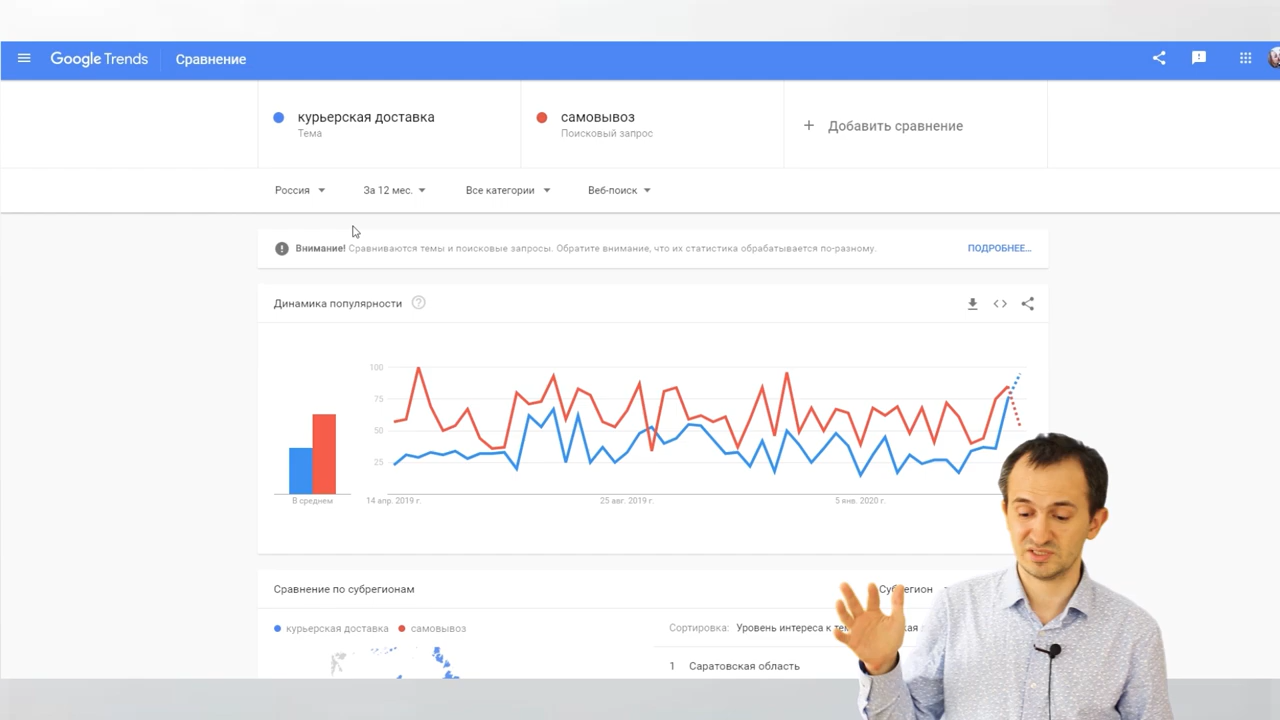 Google Trends
Сравнение
курьерская доставка
Тема
самовывоз
Поисковый запрос
+ Добавить сравнение
Россия
За 12 мес.
Все категории
Веб-поиск
Внимание! Сравниваются темы и поисковые запросы. Обратите внимание, что их статистика обрабатывается по-разному.
ПОДРОБНЕЕ...
Динамика популярности
100
75
50
25
В среднем
14 апр. 2019 г.
25 авг. 2019 г.
5 янв. 2020 г.
Сравнение по субрегионам
курьерская доставка
самовывоз
Сортировка: Уровень интереса к
1 Саратовская область